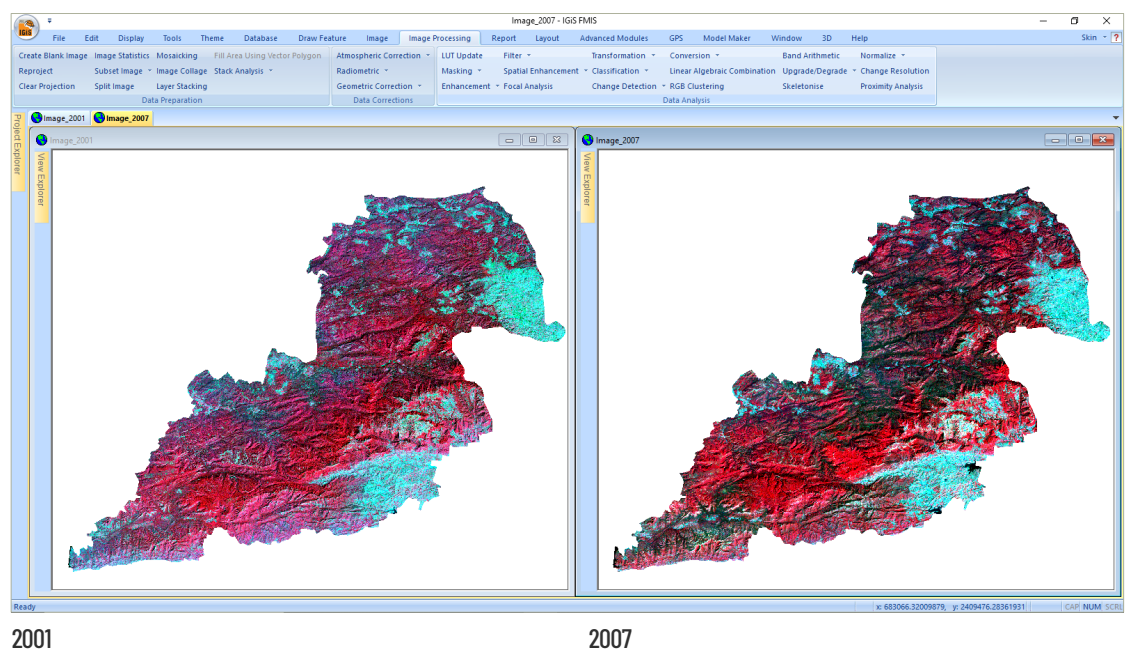 Image_2007 - IGiS FMIS
IGiS
File Edit Display Tools Theme Database Draw Feature Image Image Processing Report Layout Advanced Modules GPS Model Maker Window 3D Help Skin ?
Create Blank Image Image Statistics Mosaicking Fill Area Using Vector Polygon Atmospheric Correction LUT Update Filter Transformation Conversion Band Arithmetic Normalize
Reproject Subset Image Image Collage Stack Analysis Radiometric Masking Spatial Enhancement Classification Linear Algebraic Combination Upgrade/Degrade Change Resolution
Clear Projection Split Image Layer Stacking Geometric Correction Enhancement Focal Analysis Change Detection RGB Clustering Skeletonise Proximity Analysis
Data Preparation Data Corrections Data Analysis
Image_2001 Image_2007
Project Explorer
Image_2001
View Explorer
Image_2007
View Explorer
Ready x: 683066.32009879, y: 2409476.28361931 CAP NUM SCRL
2001 2007